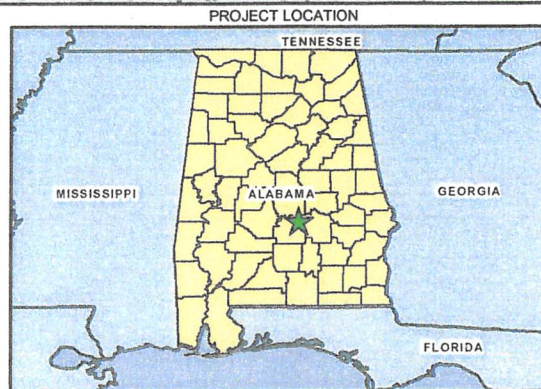 PROJECT LOCATION
TENNESSEE
MISSISSIPPI
ALABAMA
GEORGIA
FLORIDA